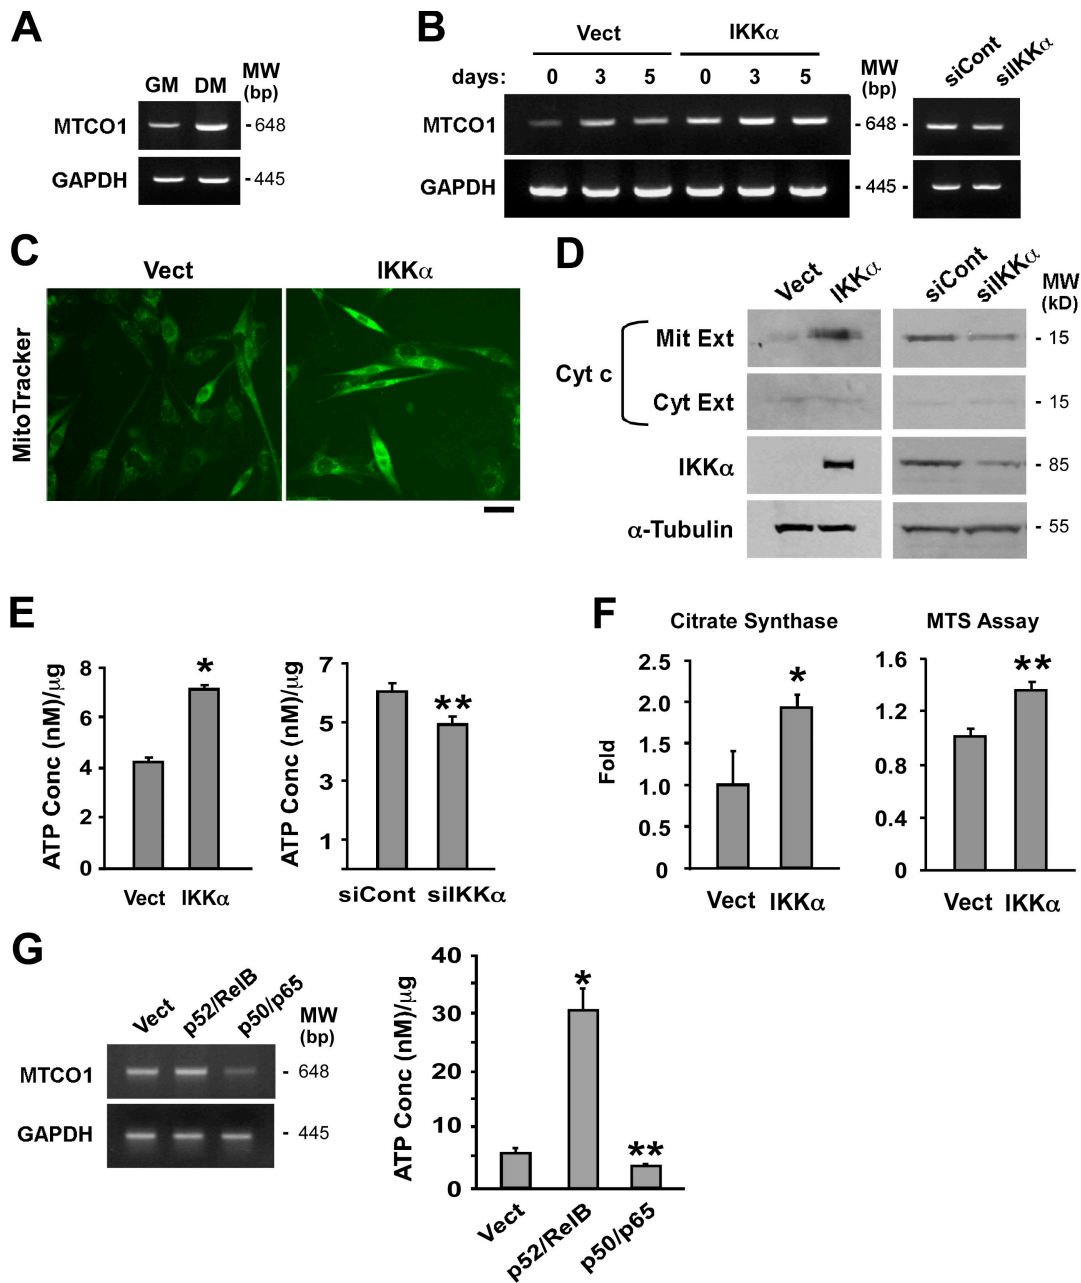 A
GM DM MW (bp)
MTCO1 - 648
GAPDH - 445
B
Vect IKKα siCont siIKKα
days: 0 3 5 0 3 5 MW (bp)
MTCO1 - 648 -
GAPDH - 445 -
C
Vect IKKα
MitoTracker
D
Vect IKKα siCont siIKKα MW (kD)
Cyt c
Mit Ext - 15
Cyt Ext - 15
IKKα - 85
α-Tubulin - 55
E
ATP Conc (nM)/μg
8
6
4
2
0
*
Vect IKKα
ATP Conc (nM)/μg
7
5
3
1
**
siCont siIKKα
F
Citrate Synthase
Fold
2.5
2.0
1.5
1.0
0.5
0
*
Vect IKKα
MTS Assay
1.6
1.2
0.8
0.4
0
**
Vect IKKα
G
Vect p52/RelB p50/p65 MW (bp)
MTCO1 - 648
GAPDH - 445
ATP Conc (nM)/μg
40
30
20
10
0
*
**
Vect p52/RelB p50/p65